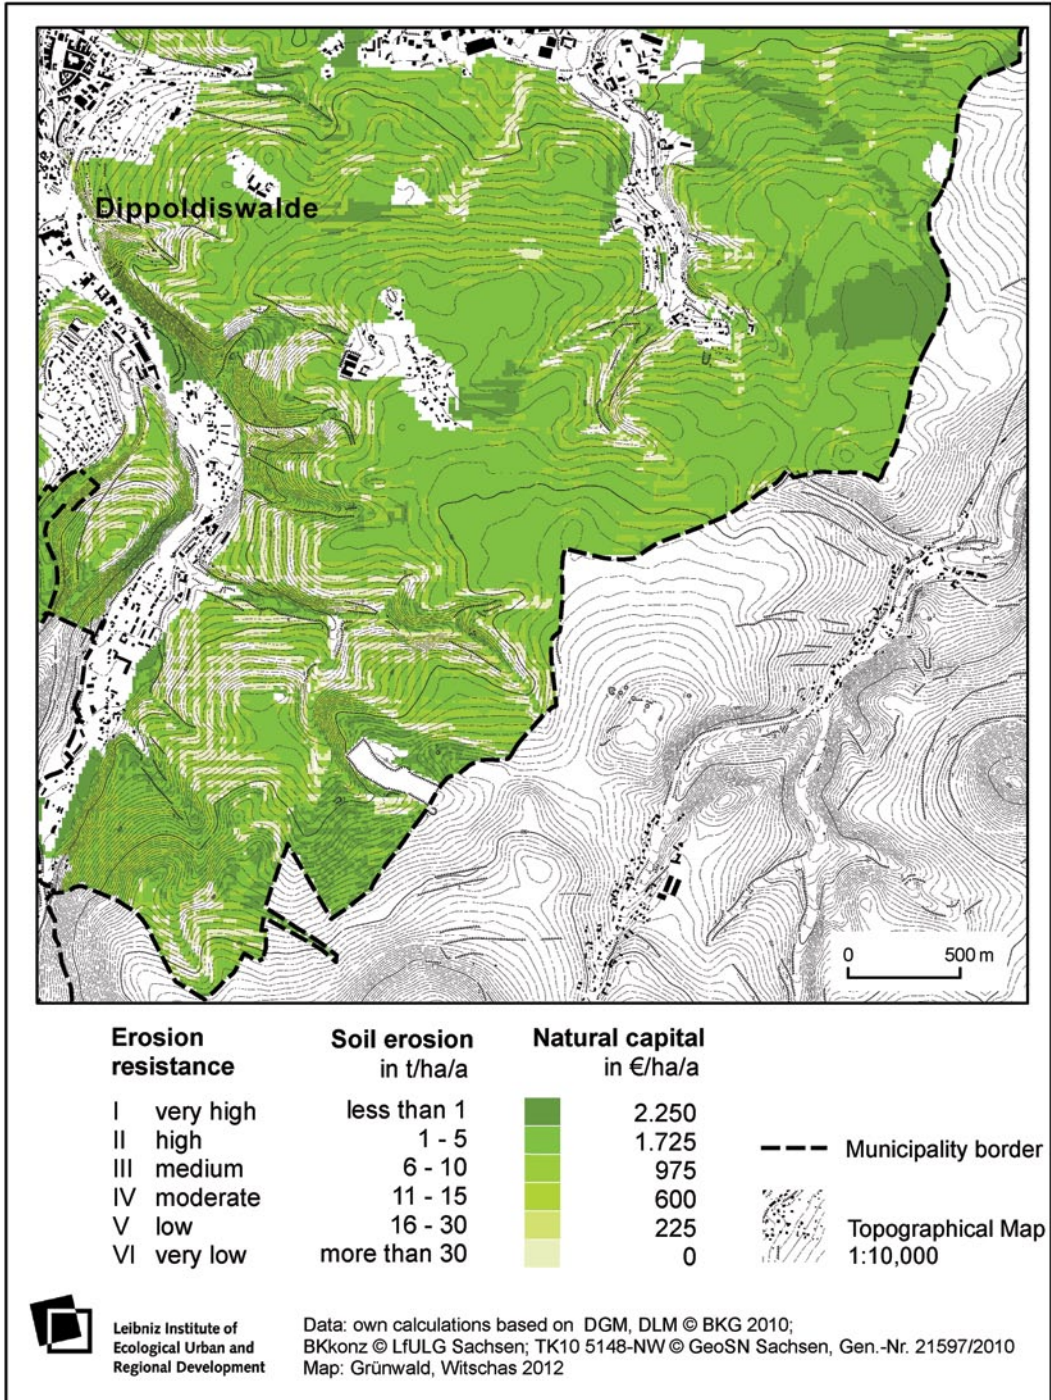 Dippoldiswalde
0 500 m
Erosion resistance Soil erosion in t/ha/a Natural capital in €/ha/a
I very high less than 1 2.250
II high 1 - 5 1.725
III medium 6 - 10 975
IV moderate 11 - 15 600
V low 16 - 30 225
VI very low more than 30 0
Municipality border
Topographical Map
1:10,000
Leibniz Institute of
Ecological Urban and
Regional Development
Data: own calculations based on DGM, DLM © BKG 2010;
BKkonz © LfULG Sachsen; TK10 5148-NW © GeoSN Sachsen, Gen.-Nr. 21597/2010
Map: Grünwald, Witschas 2012